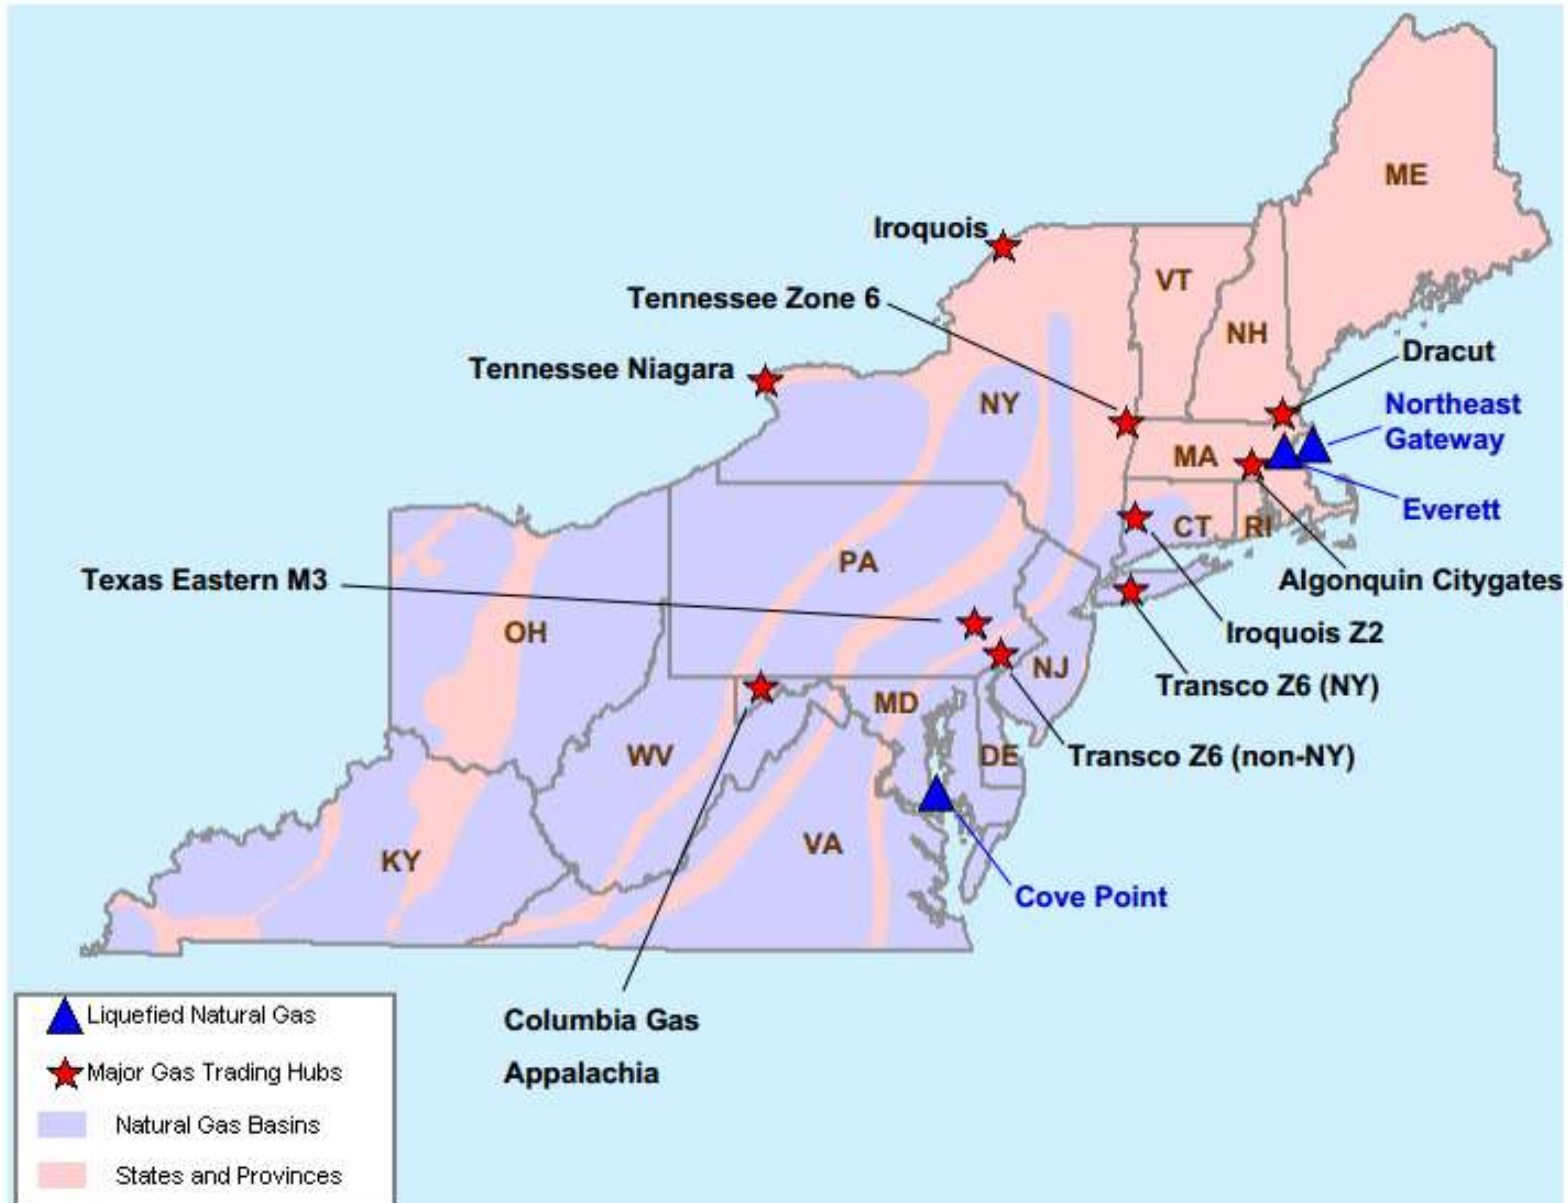 ME
Iroquois
VT
Tennessee Zone 6
NH
Dracut
Tennessee Niagara
NY
Northeast
Gateway
MA
Everett
CT
RI
PA
Algonquin Citygates
Texas Eastern M3
OH
Iroquois Z2
NJ
Transco Z6 (NY)
MD
WV
DE
Transco Z6 (non-NY)
VA
KY
Cove Point
Columbia Gas
Appalachia
Liquefied Natural Gas
Major Gas Trading Hubs
Natural Gas Basins
States and Provinces